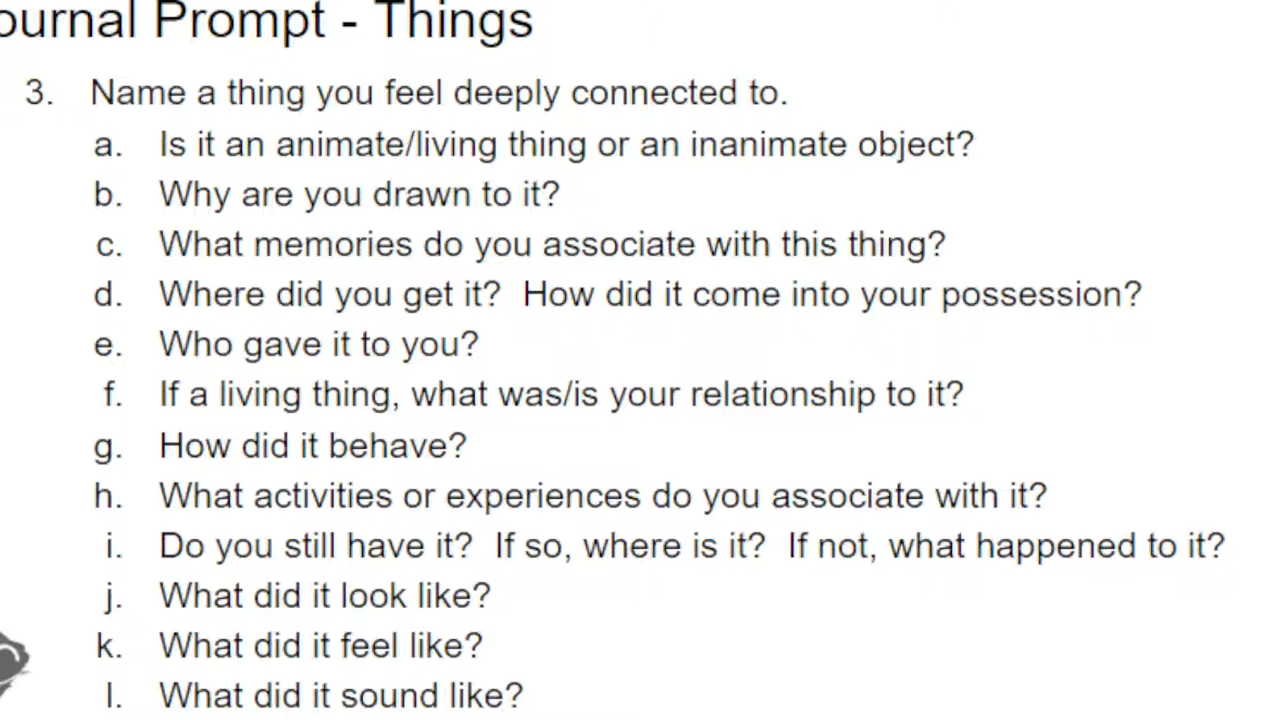 ournal Prompt - Things
3. Name a thing you feel deeply connected to.
a. Is it an animate/living thing or an inanimate object?
b. Why are you drawn to it?
c. What memories do you associate with this thing?
d. Where did you get it?  How did it come into your possession?
e. Who gave it to you?
f. If a living thing, what was/is your relationship to it?
g. How did it behave?
h. What activities or experiences do you associate with it?
i. Do you still have it?  If so, where is it?  If not, what happened to it?
j. What did it look like?
k. What did it feel like?
l. What did it sound like?